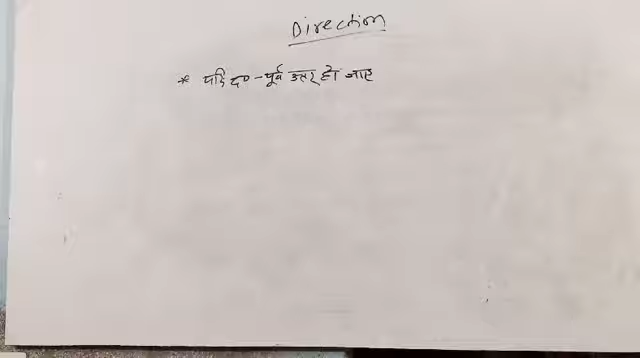 Direction
* यदि द० - पूर्व उत्तर हो जाए